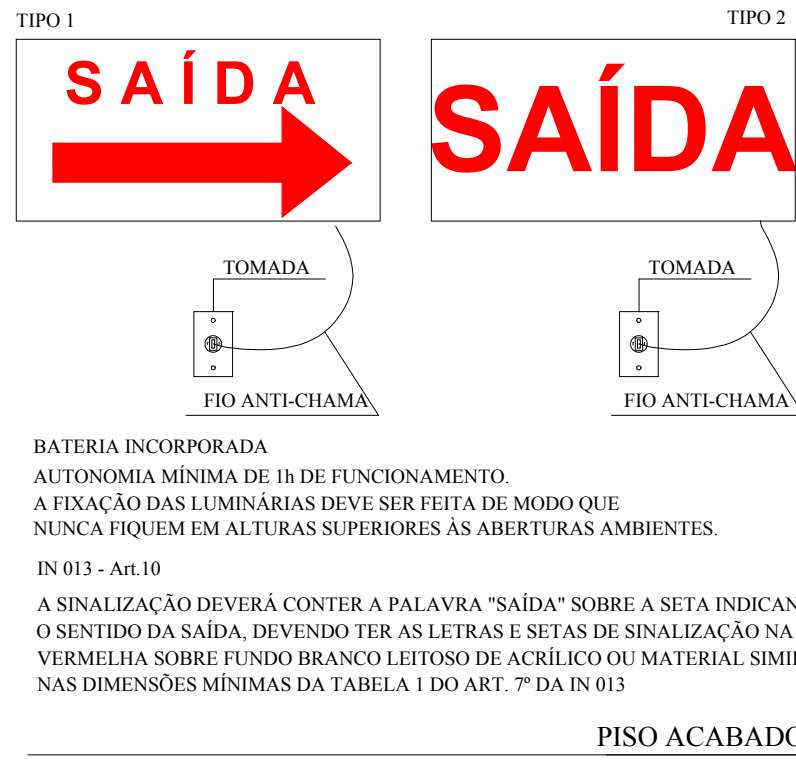 TIPO 1
TIPO 2
SAÍDA
SAÍDA
TOMADA
TOMADA
FIO ANTI-CHAMA
FIO ANTI-CHAMA
BATERIA INCORPORADA
AUTONOMIA MÍNIMA DE 1h DE FUNCIONAMENTO.
A FIXAÇÃO DAS LUMINÁRIAS DEVE SER FEITA DE MODO QUE
NUNCA FIQUEM EM ALTURAS SUPERIORES ÀS ABERTURAS AMBIENTES.
IN 013 - Art.10
A SINALIZAÇÃO DEVERÁ CONTER A PALAVRA "SAÍDA" SOBRE A SETA
O SENTIDO DA SAÍDA, DEVENDO TER AS LETRAS E SETAS DE SINALIZAÇÃO NA
VERMELHA SOBRE FUNDO BRANCO LEITOSO DE ACRÍLICO OU MATERIAL
NAS DIMENSÕES MÍNIMAS DA TABELA 1 DO ART. 7º DA IN 013
PISO ACABADO